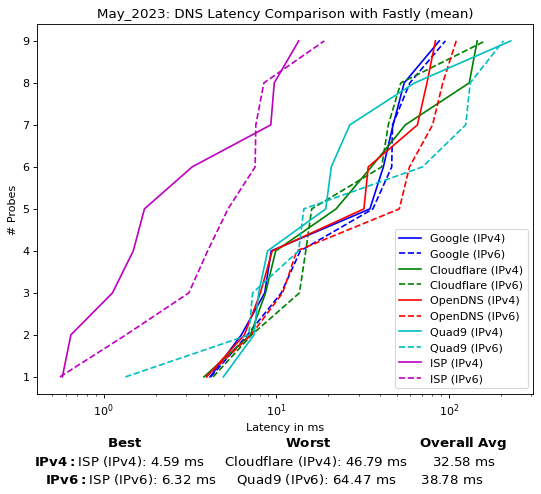 May_2023: DNS Latency Comparison with Fastly (mean)
# Probes
9
8
7
6
5
4
3
2
1
Google (IPv4)
Google (IPv6)
Cloudflare (IPv4)
Cloudflare (IPv6)
OpenDNS (IPv4)
OpenDNS (IPv6)
Quad9 (IPv4)
Quad9 (IPv6)
ISP (IPv4)
ISP (IPv6)
10⁰ 10¹ 10²
Latency in ms
Best Worst Overall Avg
IPv4: ISP (IPv4): 4.59 ms Cloudflare (IPv4): 46.79 ms 32.58 ms
IPv6: ISP (IPv6): 6.32 ms Quad9 (IPv6): 64.47 ms 38.78 ms